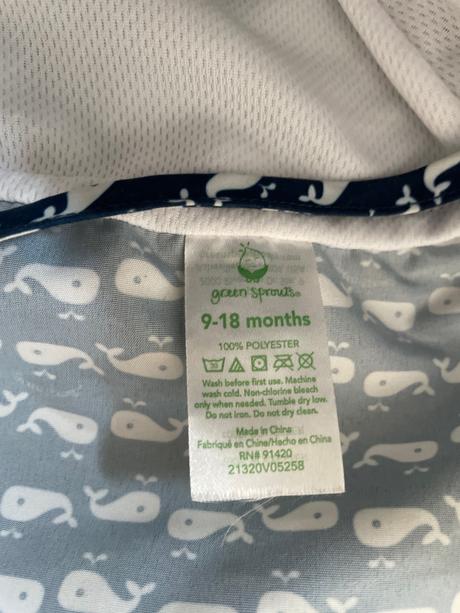 green sprouts®
9-18 months
100% POLYESTER
Wash before first use. Machine
wash cold. Non-chlorine bleach
only when needed. Tumble dry low.
Do not iron. Do not dry clean.
Made in China
Fabriqué en China/Hacho en China
RN# 91420
21320V05258